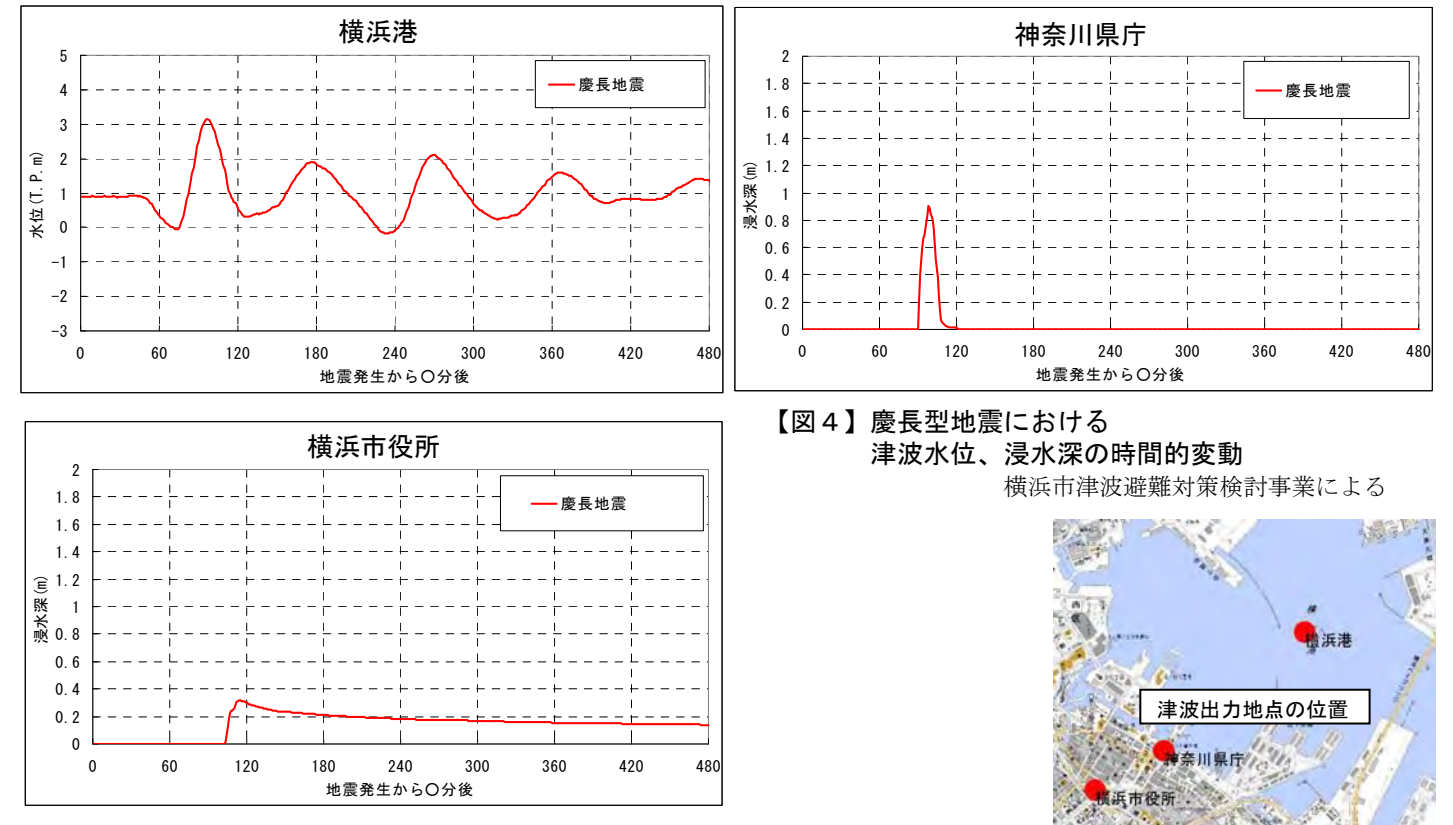 横浜港
水位(T.P.m)
5
4
3
2
1
0
-1
-2
-3
慶長地震
0 60 120 180 240 300 360 420 480
地震発生から〇分後
神奈川県庁
浸水深(m)
2
1.8
1.6
1.4
1.2
1
0.8
0.6
0.4
0.2
0
慶長地震
0 60 120 180 240 300 360 420 480
地震発生から〇分後
横浜市役所
浸水深(m)
2
1.8
1.6
1.4
1.2
1
0.8
0.6
0.4
0.2
0
慶長地震
0 60 120 180 240 300 360 420 480
地震発生から〇分後
【図4】慶長型地震における
津波水位、浸水深の時間的変動
横浜市津波避難対策検討事業による
横浜港
津波出力地点の位置
神奈川県庁
横浜市役所